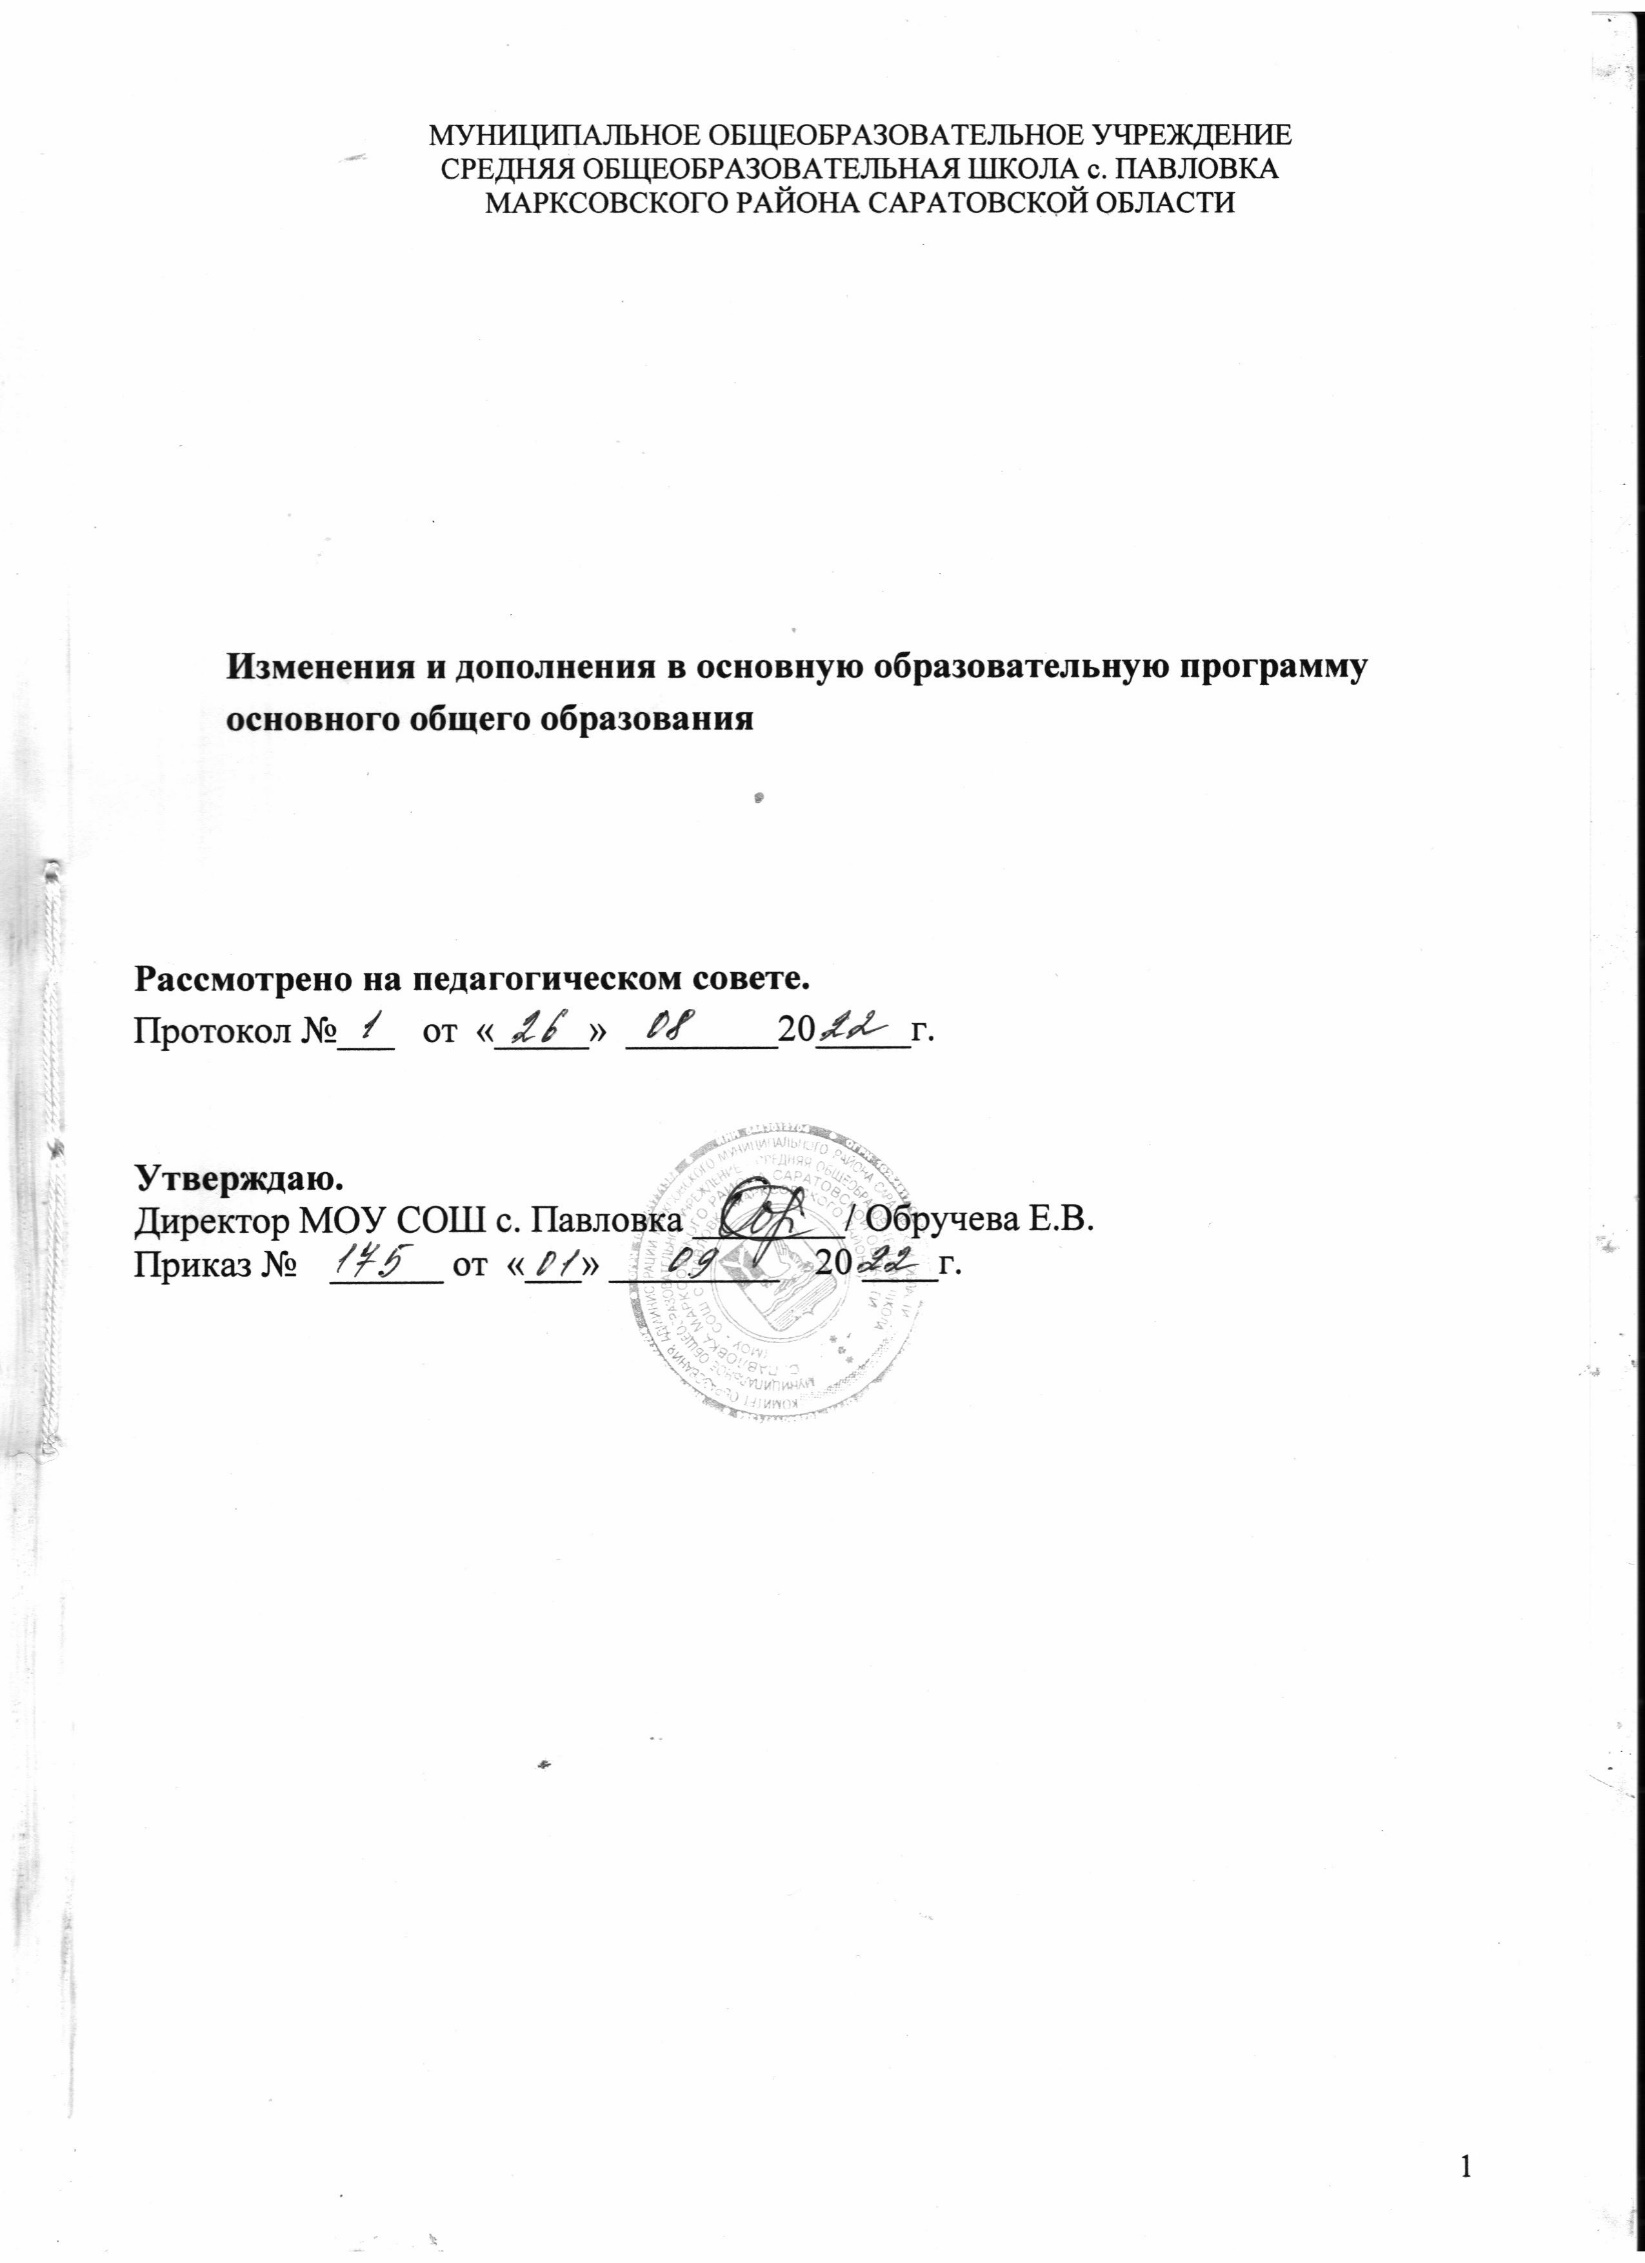 МУНИЦИПАЛЬНОЕ ОБЩЕОБРАЗОВАТЕЛЬНОЕ УЧРЕЖДЕНИЕ
СРЕДНЯЯ ОБЩЕОБРАЗОВАТЕЛЬНАЯ ШКОЛА с. ПАВЛОВКА
МАРКСОВСКОГО РАЙОНА САРАТОВСКОЙ ОБЛАСТИ
Изменения и дополнения в основную образовательную программу
основного общего образования
Рассмотрено на педагогическом совете.
Протокол № 1 от «26» 08 2022 г.
Утверждаю.
Директор МОУ СОШ с. Павловка / Обручева Е.В.
Приказ № 175 от «01» 09 2022 г.
1